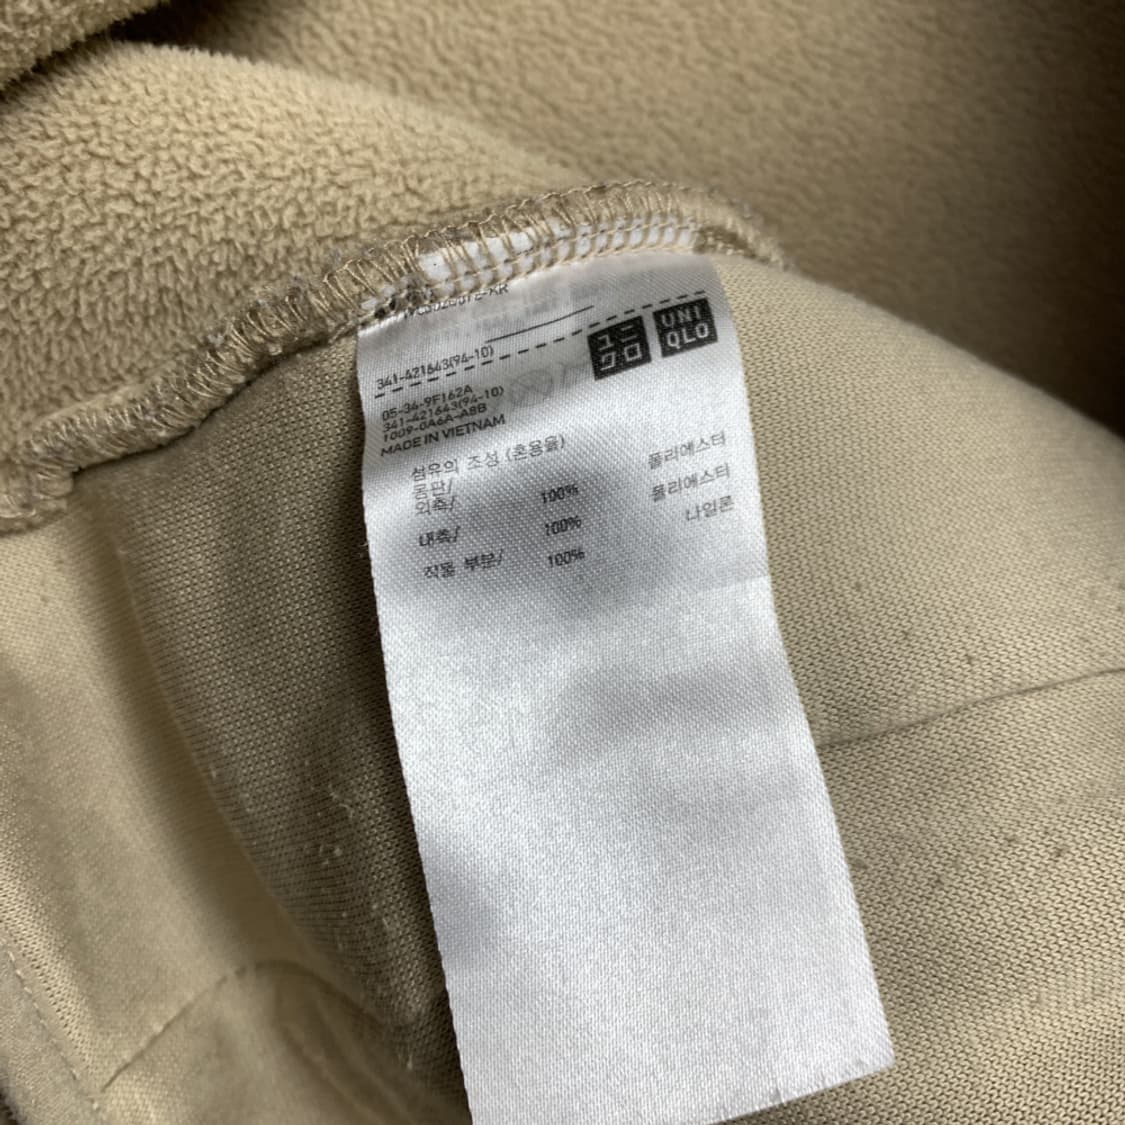 341-421643(94-10)
ユニ
クロ
UNI
QLO
05-34-9F162A
341-421643(94-10)
1009-0A6A-A8B
MADE IN VIETNAM
섬유의 조성 (혼용율)
몸판/
외측/ 100% 폴리에스터
내측/ 100% 폴리에스터
직물 부분/ 100% 나일론